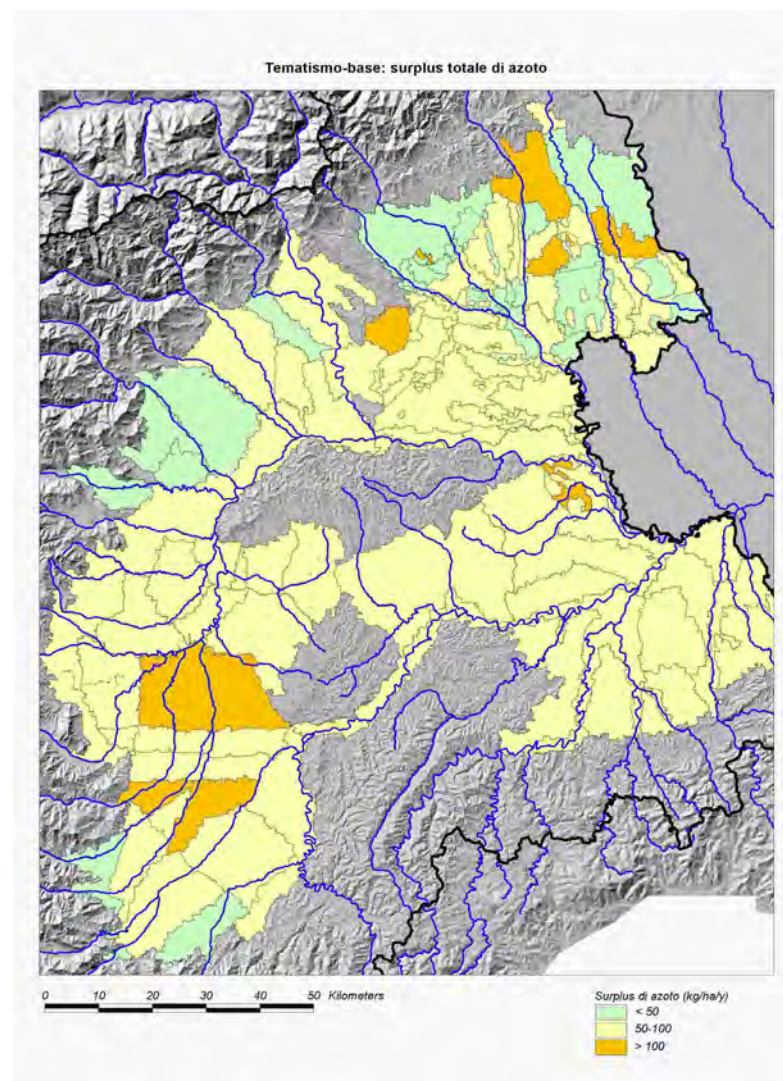 Tematismo-base: surplus totale di azoto
0 10 20 30 40 50 Kilometers
Surplus di azoto (kg/ha/y)
< 50
50-100
> 100